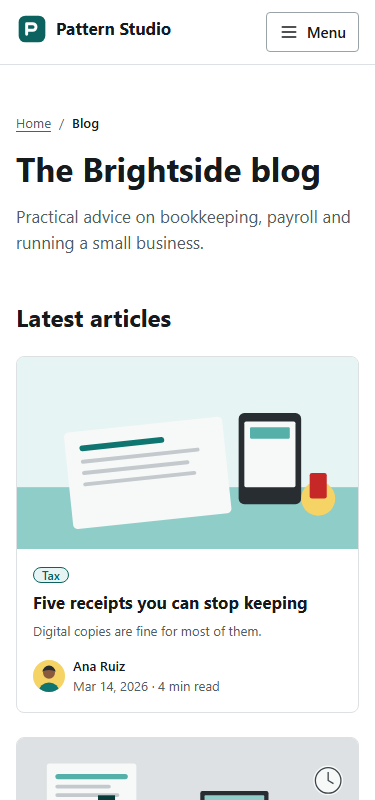 P Pattern Studio
Menu
Home / Blog
The Brightside blog
Practical advice on bookkeeping, payroll and
running a small business.
Latest articles
Tax
Five receipts you can stop keeping
Digital copies are fine for most of them.
Ana Ruiz
Mar 14, 2026 · 4 min read